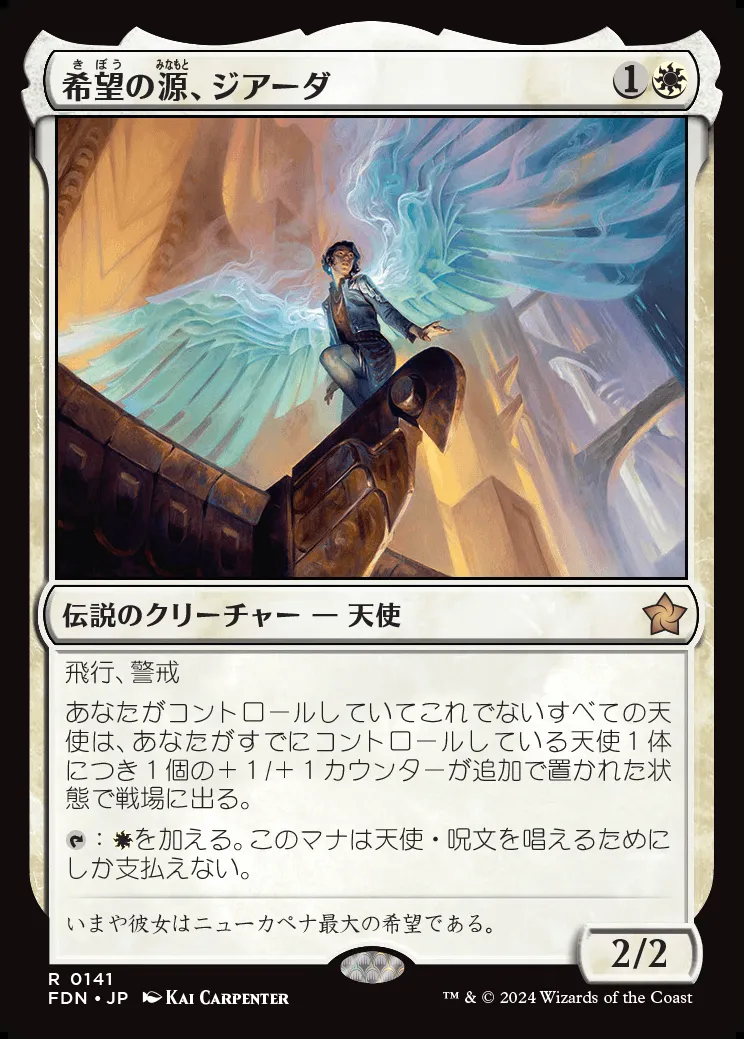 きぼう みなもと
希望の源、ジアーダ 1
伝説のクリーチャー — 天使
飛行、警戒
あなたがコントロールしていてこれでないすべての天
使は、あなたがすでにコントロールしている天使1体
につき1個の+1/+1カウンターが追加で置かれた状
態で戦場に出る。
:を加える。このマナは天使・呪文を唱えるために
しか支払えない。
いまや彼女はニューカペナ最大の希望である。
2/2
R 0141
FDN • JP Kai Carpenter
™ & © 2024 Wizards of the Coast